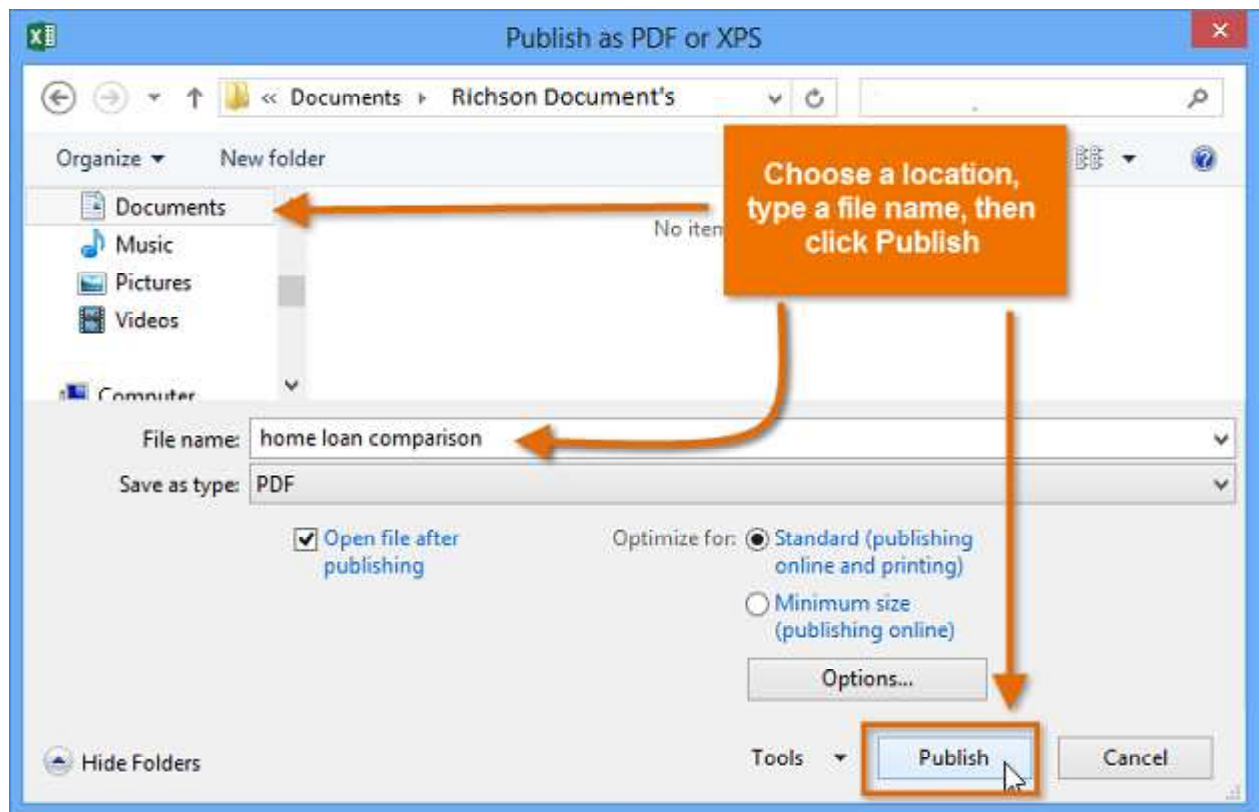 Publish as PDF or XPS
« Documents Richson Document's
Organize New folder
Choose a location,
type a file name, then
click Publish
Documents
No item
Music
Pictures
Videos
Computer
File name: home loan comparison
Save as type: PDF
Open file after
publishing
Optimize for: Standard (publishing
online and printing)
Minimum size
(publishing online)
Options...
Hide Folders
Tools Publish Cancel